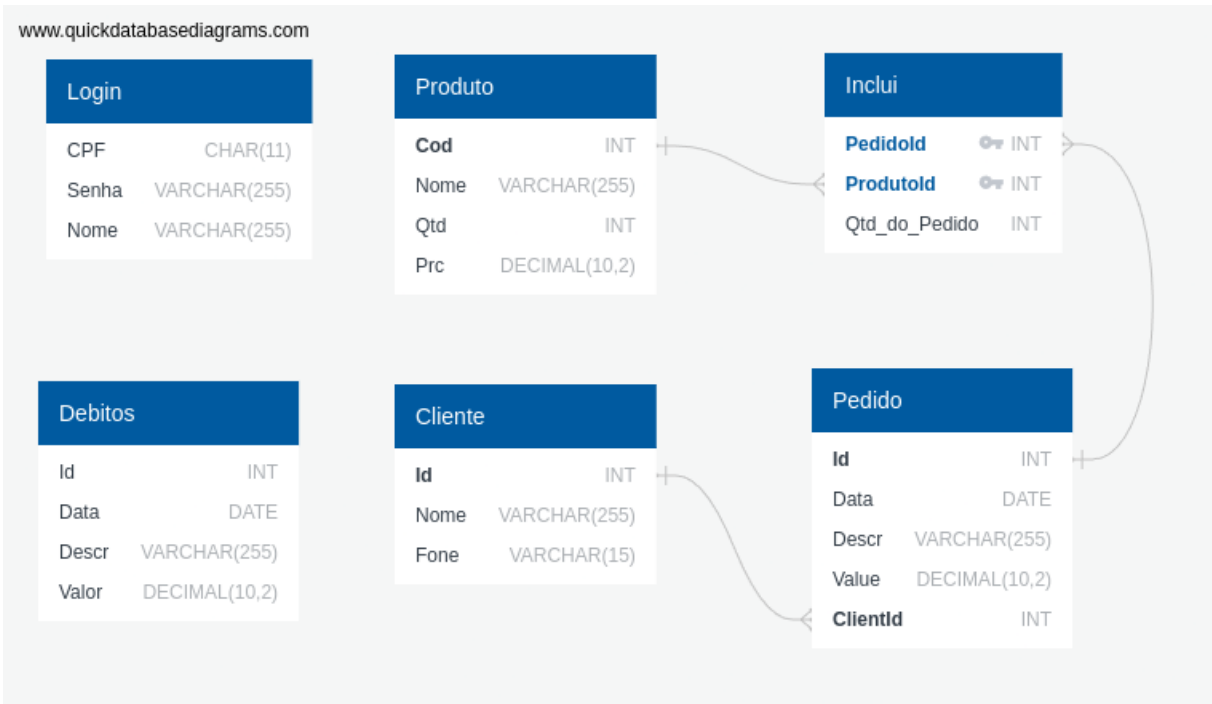 www.quickdatabasediagrams.com
Login
CPF CHAR(11)
Senha VARCHAR(255)
Nome VARCHAR(255)
Produto
Cod INT
Nome VARCHAR(255)
Qtd INT
Prc DECIMAL(10,2)
Inclui
PedidoId INT
ProdutoId INT
Qtd_do_Pedido INT
Debitos
Id INT
Data DATE
Descr VARCHAR(255)
Valor DECIMAL(10,2)
Cliente
Id INT
Nome VARCHAR(255)
Fone VARCHAR(15)
Pedido
Id INT
Data DATE
Descr VARCHAR(255)
Value DECIMAL(10,2)
ClientId INT